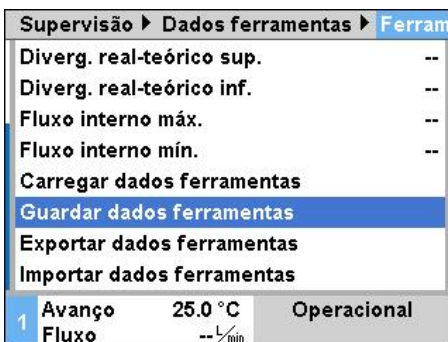 Supervisão ▶ Dados ferramentas ▶ Ferram
Diverg. real-teórico sup. --
Diverg. real-teórico inf. --
Fluxo interno máx. --
Fluxo interno mín. --
Carregar dados ferramentas
Guardar dados ferramentas
Exportar dados ferramentas
Importar dados ferramentas
1 Avanço 25.0 °C Operacional
Fluxo -- L/min